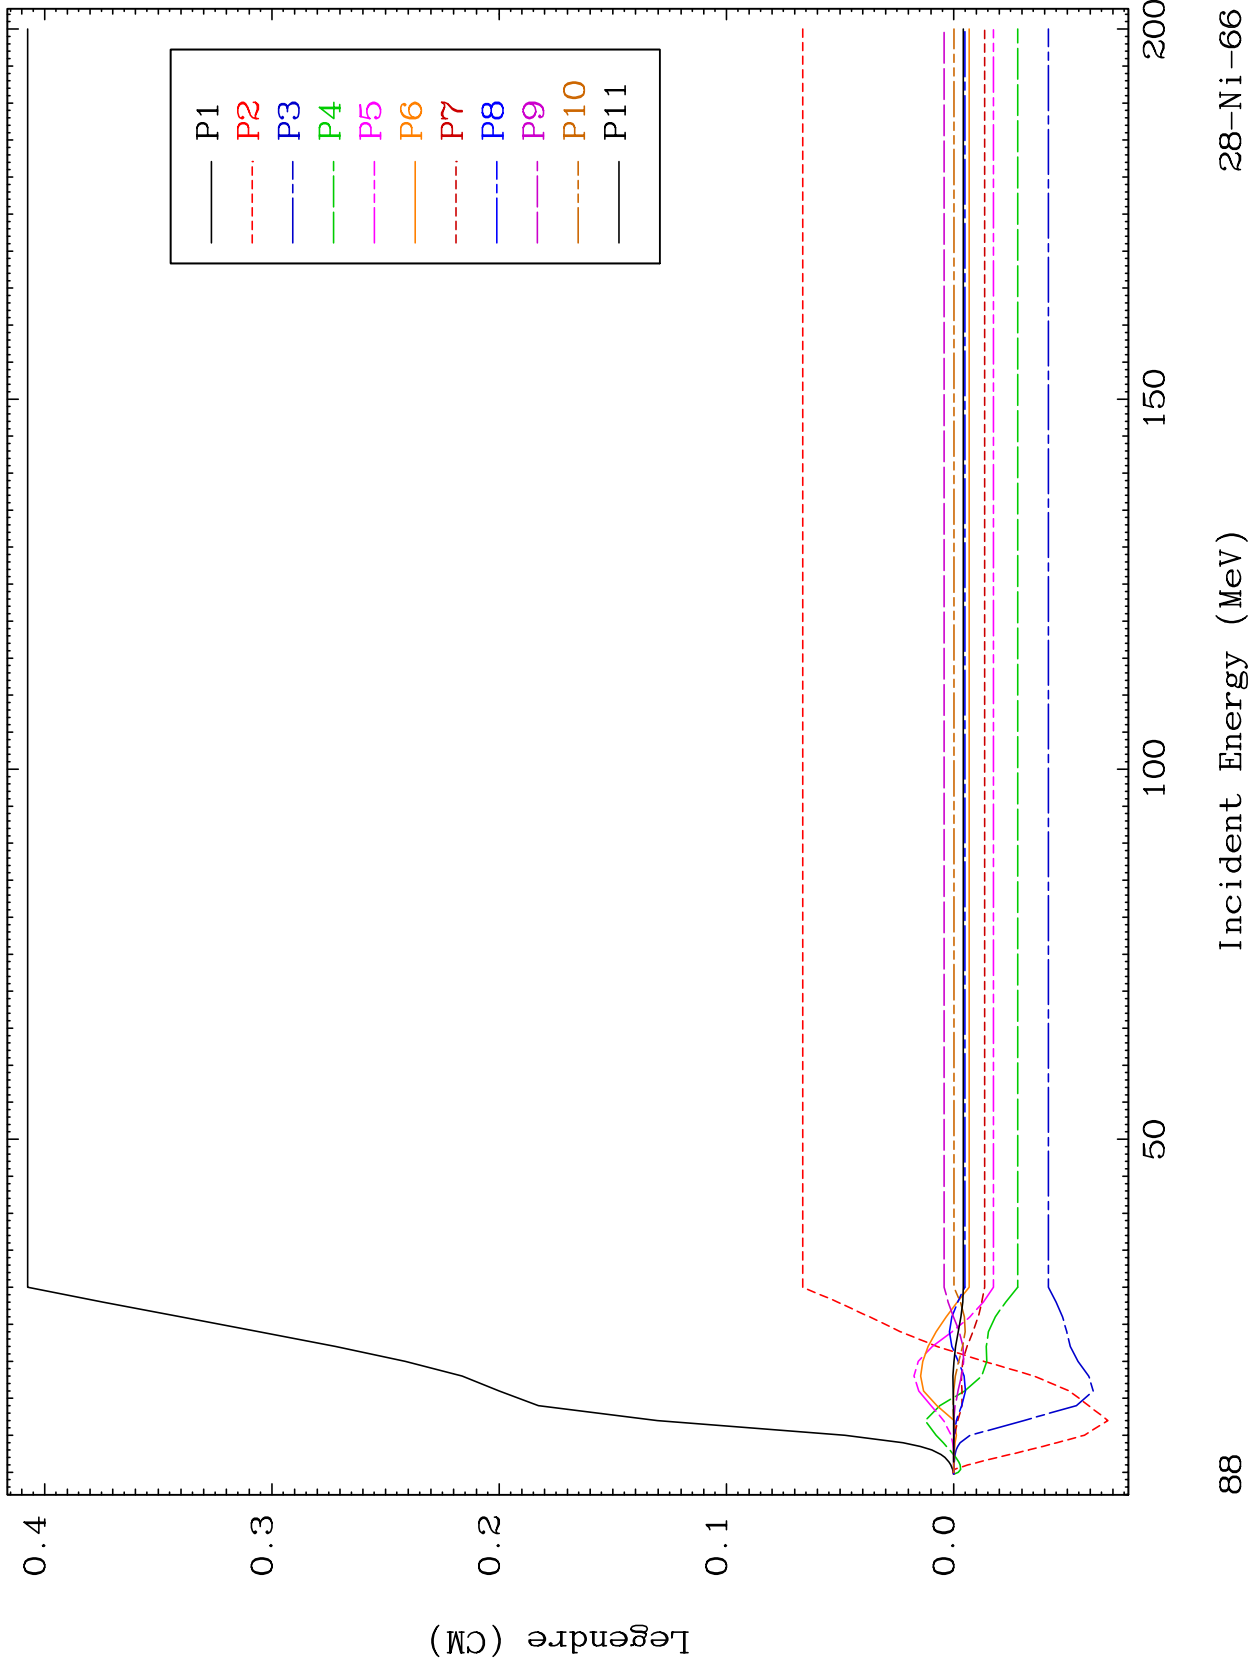 P1
P2
P3
P4
P5
P6
P7
P8
P9
P10
P11
0.4
0.3
0.2
0.1
0.0
Legendre (CM)
50
100
150
200
Incident Energy (MeV)
88
28-Ni-66